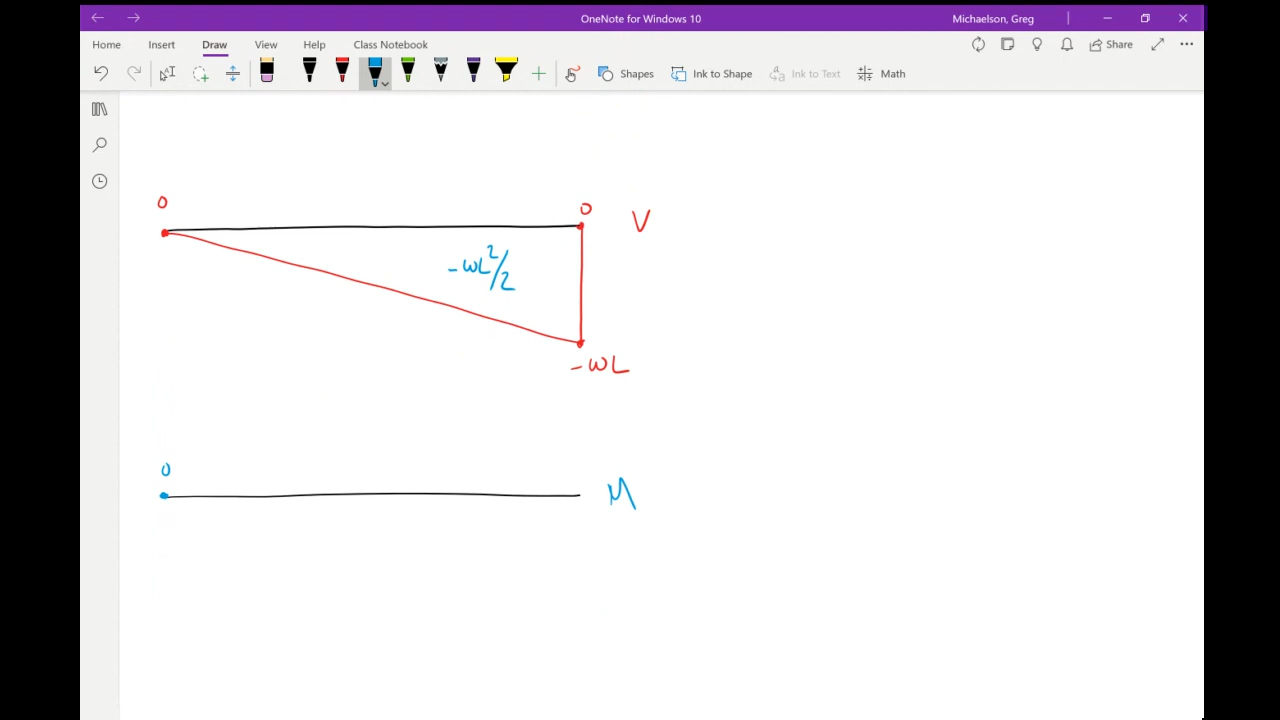 OneNote for Windows 10
Michaelson, Greg
Home Insert Draw View Help Class Notebook
Share
Shapes Ink to Shape Ink to Text Math
0
0
V
-wL²/2
-wL
0
M